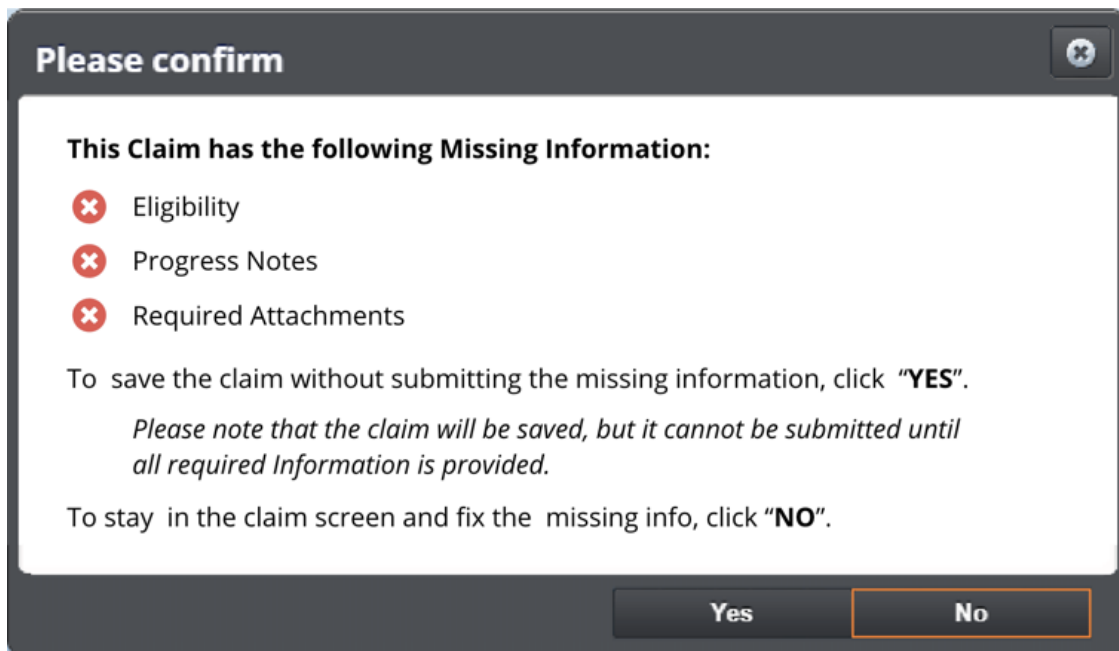 Please confirm
This Claim has the following Missing Information:
Eligibility
Progress Notes
Required Attachments
To save the claim without submitting the missing information, click “YES”.
Please note that the claim will be saved, but it cannot be submitted until
all required Information is provided.
To stay in the claim screen and fix the missing info, click “NO”.
Yes No